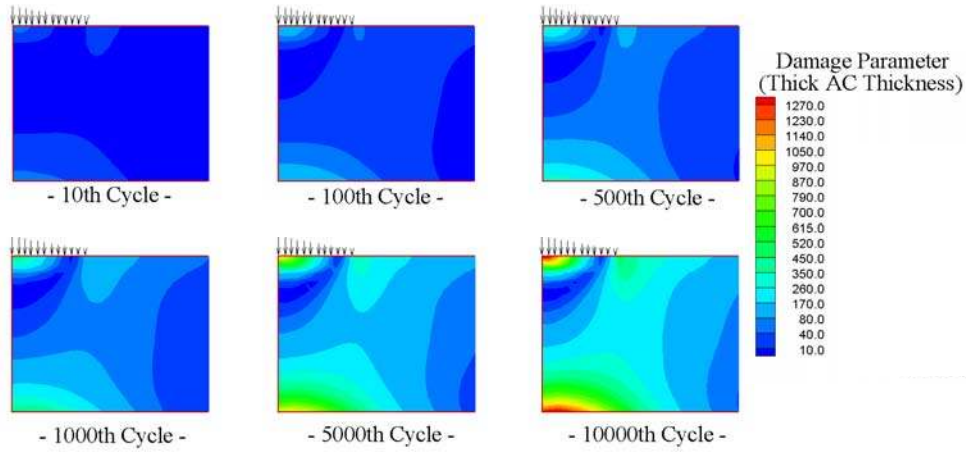 - 10th Cycle -
- 100th Cycle -
- 500th Cycle -
Damage Parameter
(Thick AC Thickness)
1270.0
1230.0
1140.0
1050.0
970.0
870.0
790.0
700.0
615.0
520.0
450.0
350.0
260.0
170.0
80.0
40.0
10.0
- 1000th Cycle -
- 5000th Cycle -
- 10000th Cycle -